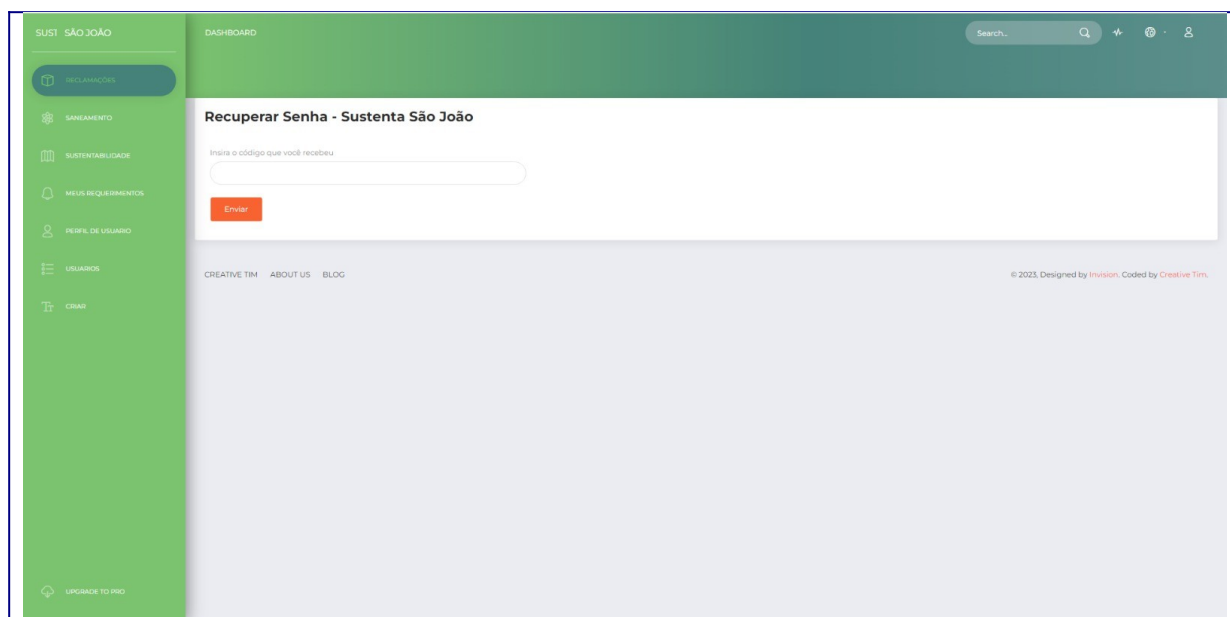 SUST SÃO JOÃO
RECLAMAÇÕES
SANEAMENTO
SUSTENTABILIDADE
MEUS REQUERIMENTOS
PERFIL DE USUARIO
USUARIOS
CRIAR
UPGRADE TO PRO
DASHBOARD
Search...
Recuperar Senha - Sustenta São João
Insira o código que você recebeu
Enviar
CREATIVE TIM ABOUT US BLOG
© 2023, Designed by Invision. Coded by Creative Tim.